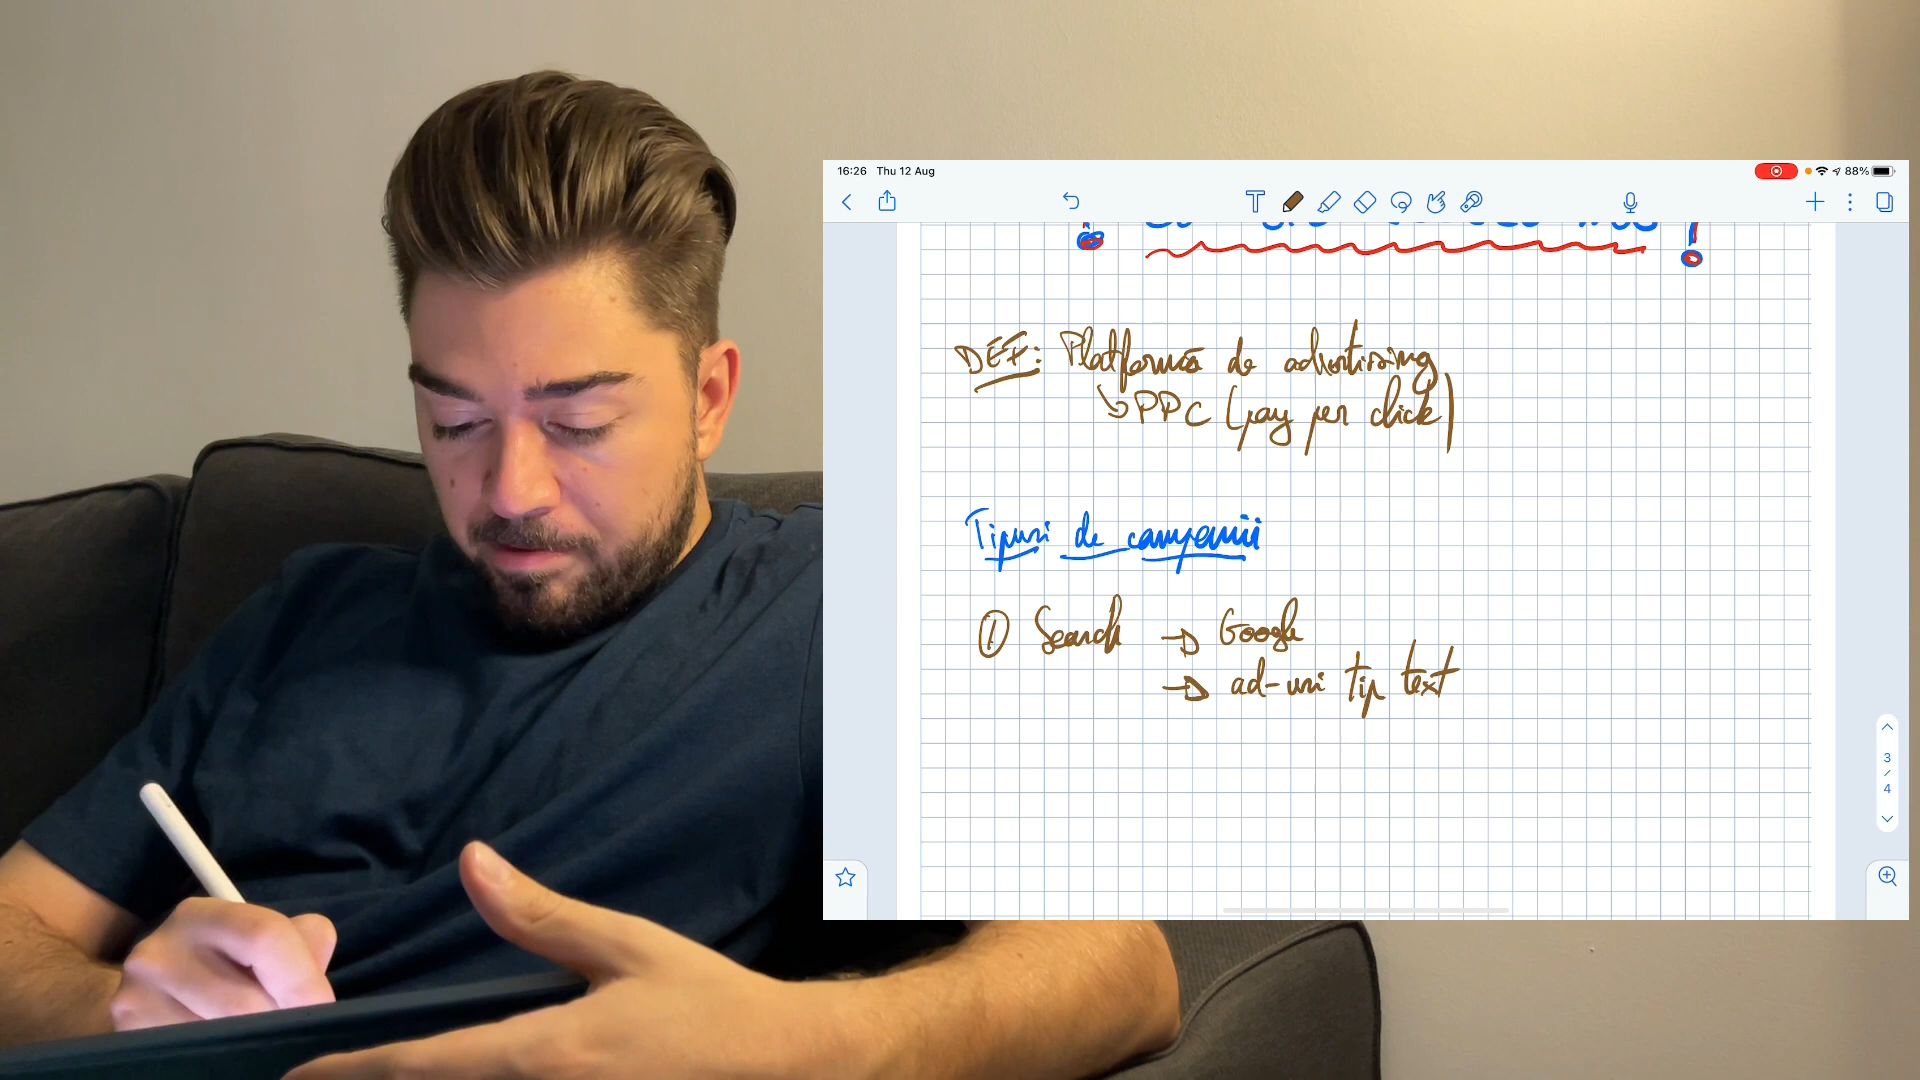 16:26 Thu 12 Aug
88%
DEF: Platformă de advertising
PPC (pay per click)
Tipuri de campanii
1 Search → Google
→ ad-uri tip text
3
/
4